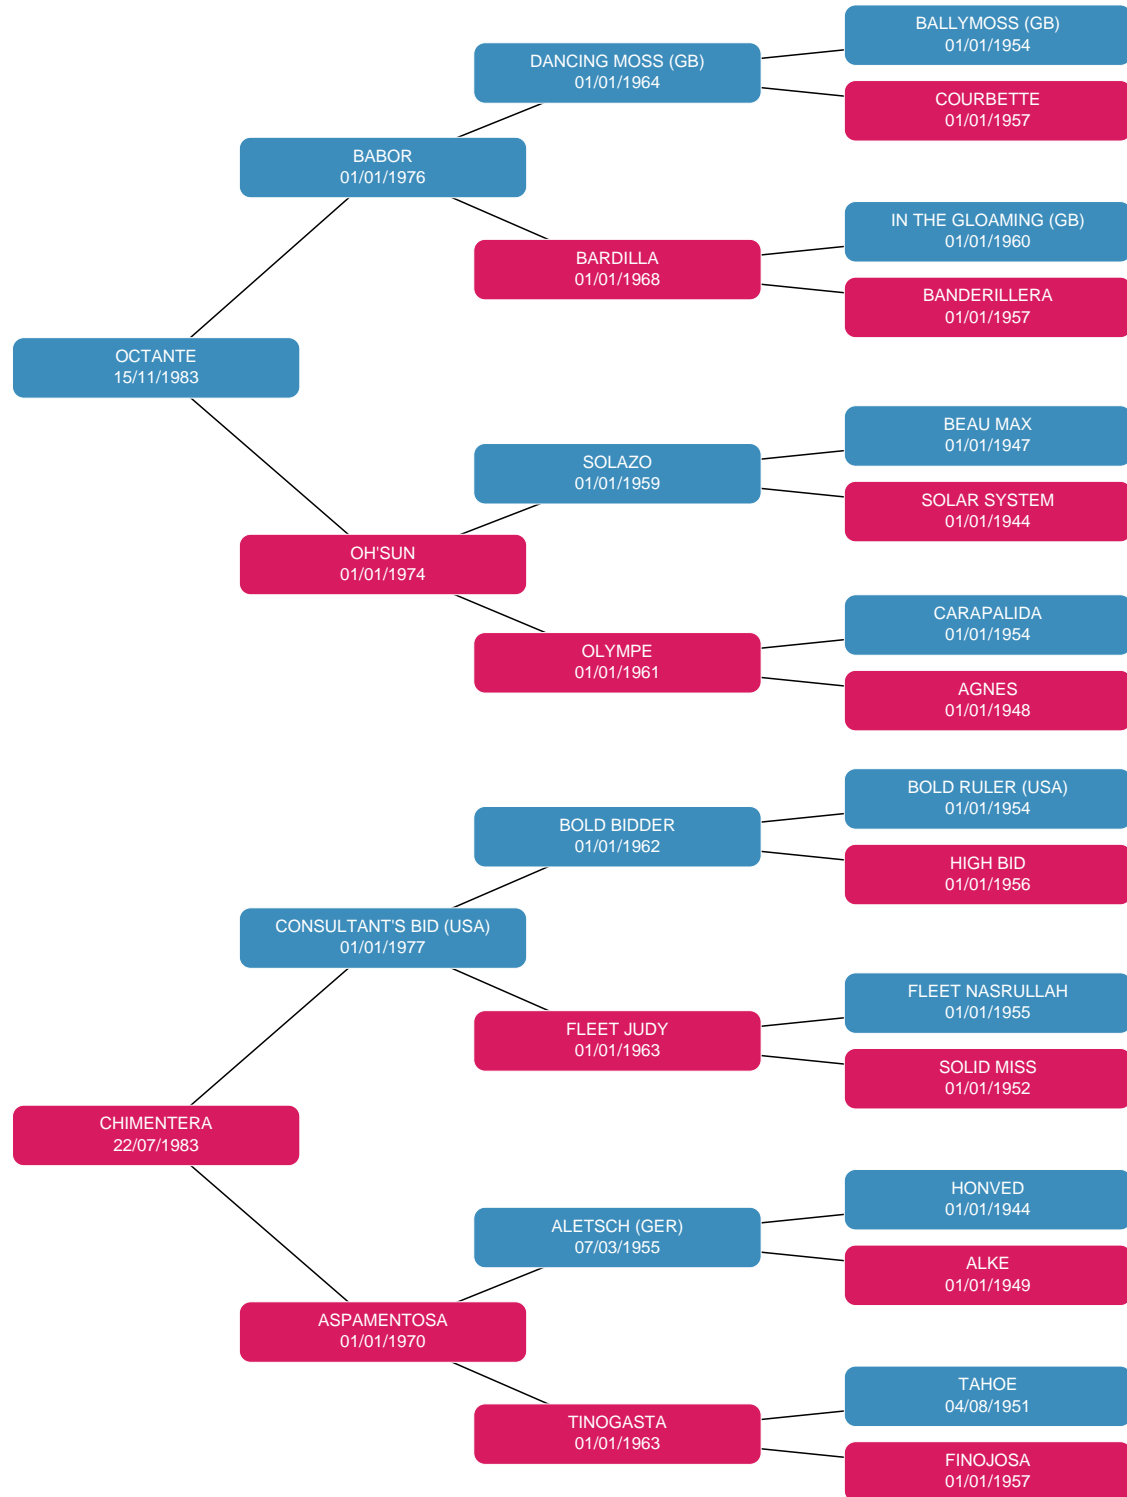 BALLYMOSS (GB)
01/01/1954
DANCING MOSS (GB)
01/01/1964
COURBETTE
01/01/1957
BABOR
01/01/1976
IN THE GLOAMING (GB)
01/01/1960
BARDILLA
01/01/1968
BANDERILLERA
01/01/1957
OCTANTE
15/11/1983
BEAU MAX
01/01/1947
SOLAZO
01/01/1959
SOLAR SYSTEM
01/01/1944
OH'SUN
01/01/1974
CARAPALIDA
01/01/1954
OLYMPE
01/01/1961
AGNES
01/01/1948
BOLD RULER (USA)
01/01/1954
BOLD BIDDER
01/01/1962
HIGH BID
01/01/1956
CONSULTANT'S BID (USA)
01/01/1977
FLEET NASRULLAH
01/01/1955
FLEET JUDY
01/01/1963
SOLID MISS
01/01/1952
CHIMENTERA
22/07/1983
HONVED
01/01/1944
ALETSCH (GER)
07/03/1955
ALKE
01/01/1949
ASPAMENTOSA
01/01/1970
TAHOE
04/08/1951
TINOGASTA
01/01/1963
FINOJOSA
01/01/1957